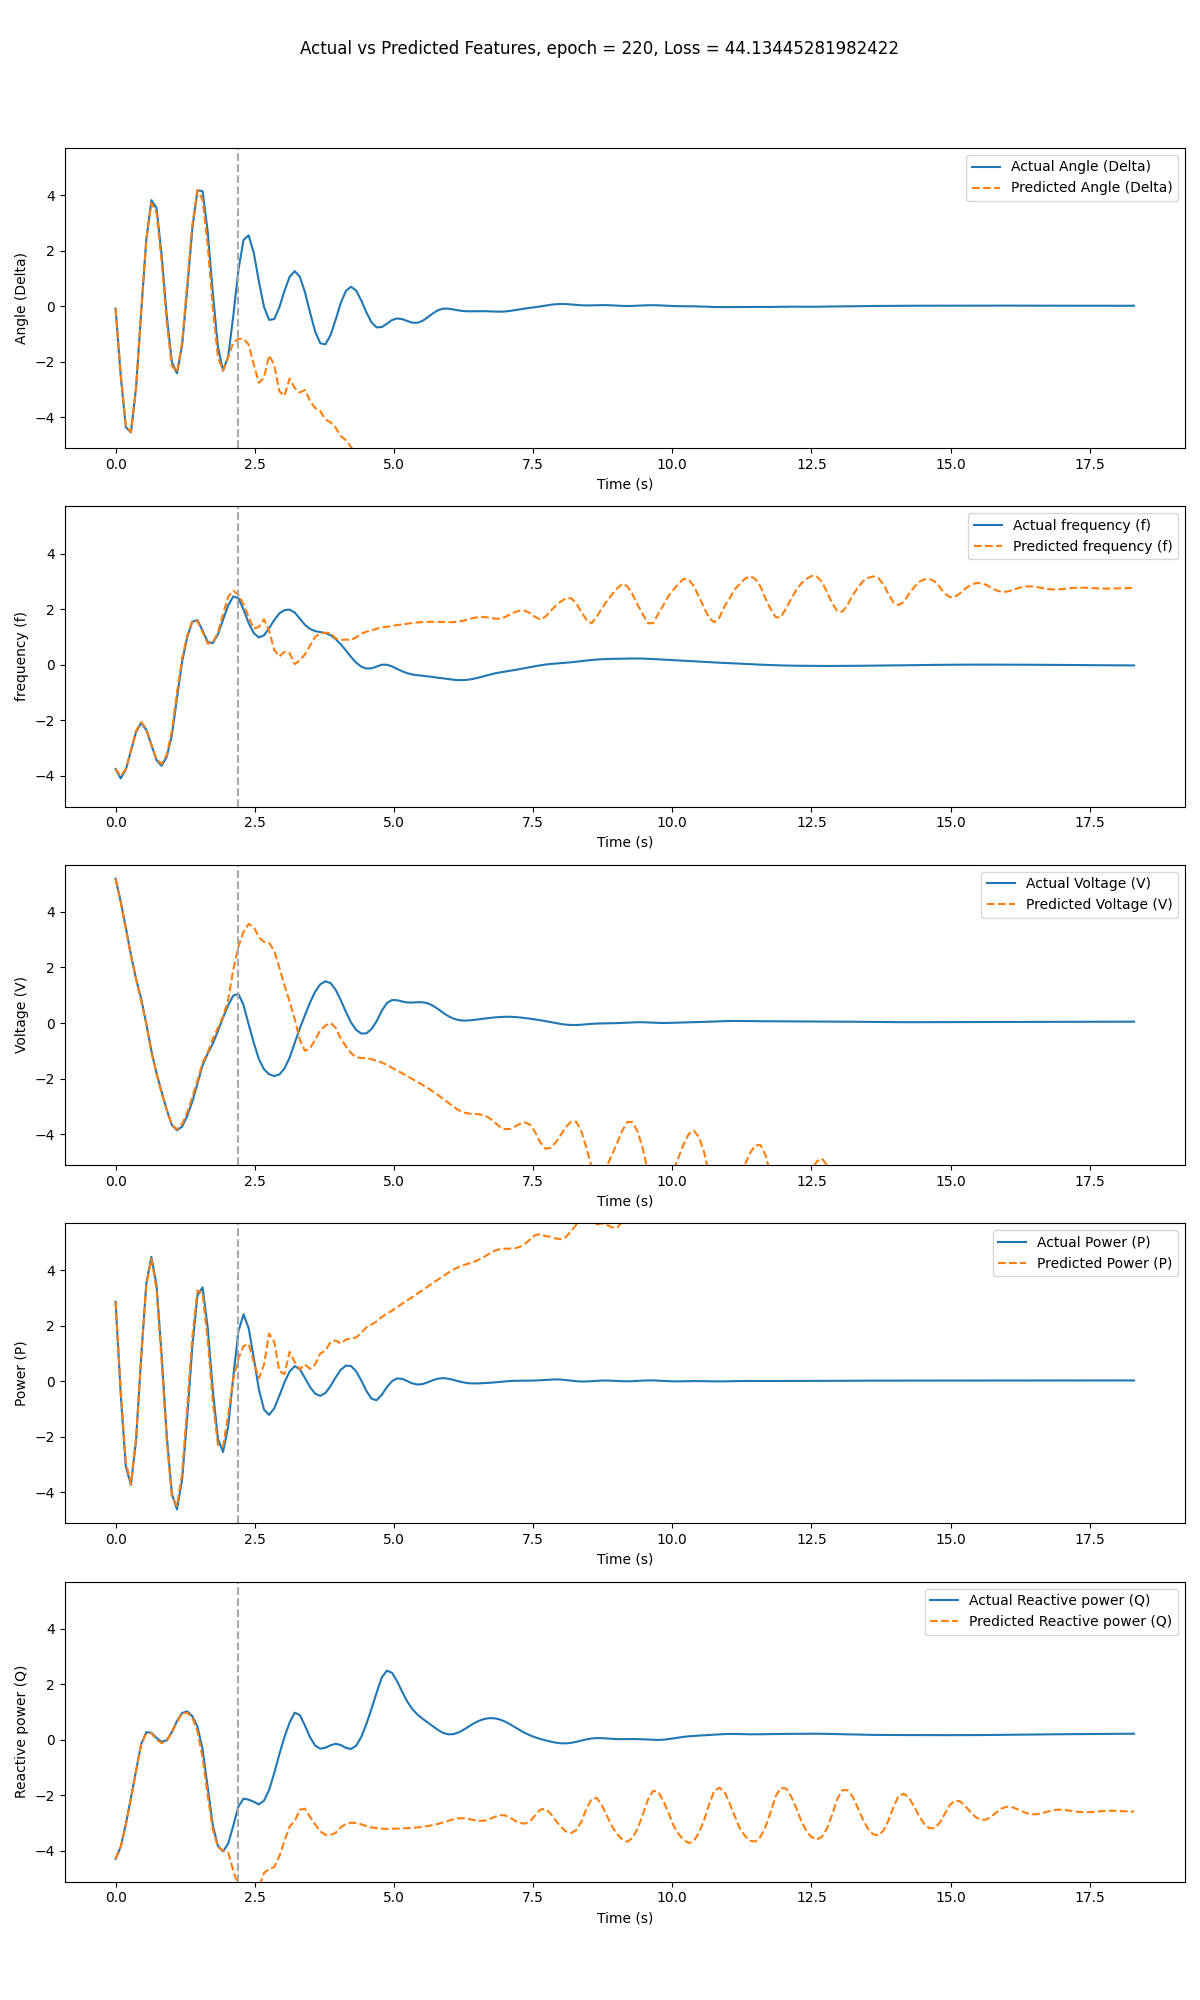 Actual vs Predicted Features, epoch = 220, Loss = 44.13445281982422
Actual Angle (Delta)
Predicted Angle (Delta)
Angle (Delta)
4
2
0
−2
−4
0.0 2.5 5.0 7.5 10.0 12.5 15.0 17.5
Time (s)
Actual frequency (f)
Predicted frequency (f)
frequency (f)
4
2
0
−2
−4
0.0 2.5 5.0 7.5 10.0 12.5 15.0 17.5
Time (s)
Actual Voltage (V)
Predicted Voltage (V)
Voltage (V)
4
2
0
−2
−4
0.0 2.5 5.0 7.5 10.0 12.5 15.0 17.5
Time (s)
Actual Power (P)
Predicted Power (P)
Power (P)
4
2
0
−2
−4
0.0 2.5 5.0 7.5 10.0 12.5 15.0 17.5
Time (s)
Actual Reactive power (Q)
Predicted Reactive power (Q)
Reactive power (Q)
4
2
0
−2
−4
0.0 2.5 5.0 7.5 10.0 12.5 15.0 17.5
Time (s)